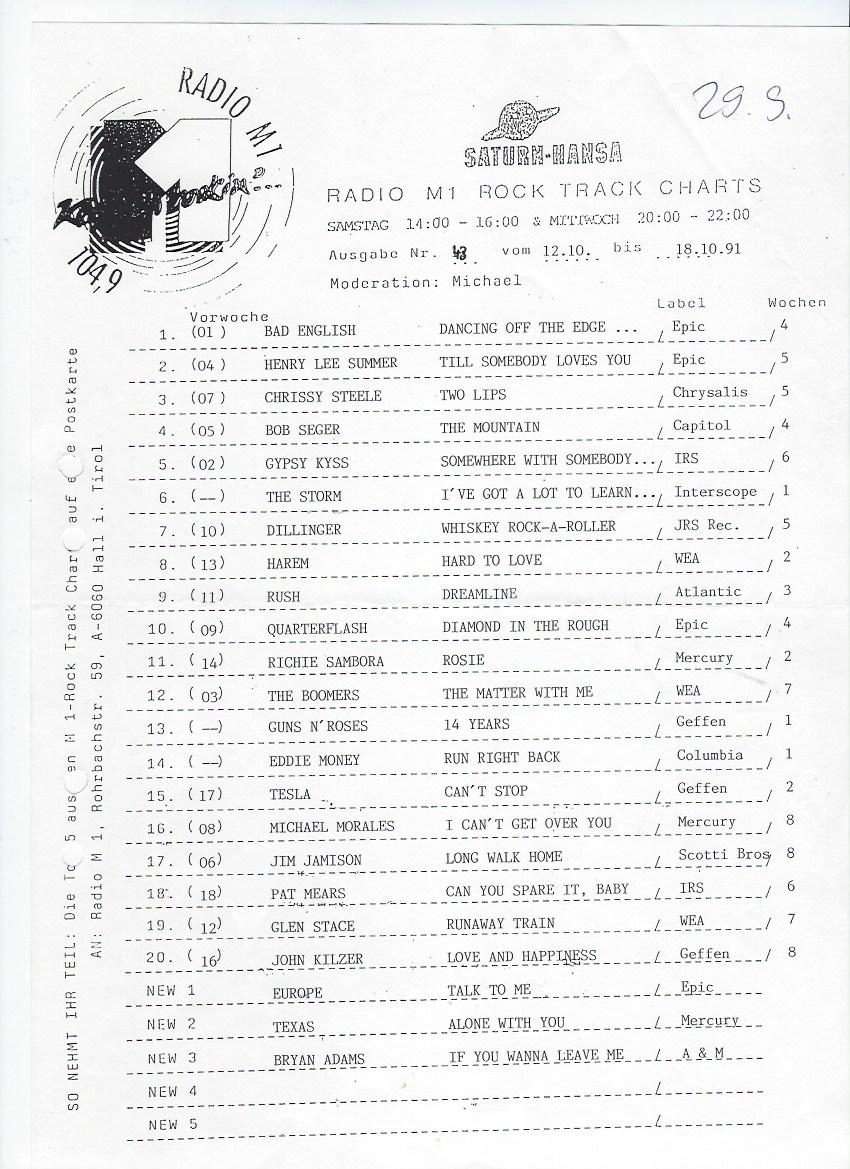 RADIO M1
104,9
29.9.
SATURN-HANSA
RADIO M1 ROCK TRACK CHARTS
SAMSTAG 14:00 - 16:00 & MITTWOCH 20:00 - 22:00
Ausgabe Nr. 43 vom 12.10. bis 18.10.91
Moderation: Michael
Vorwoche Label Wochen
1. (01 ) BAD ENGLISH DANCING OFF THE EDGE ... / Epic / 4
2. (04 ) HENRY LEE SUMMER TILL SOMEBODY LOVES YOU / Epic / 5
3. (07 ) CHRISSY STEELE TWO LIPS / Chrysalis / 5
4. (05 ) BOB SEGER THE MOUNTAIN / Capitol / 4
5. (02 ) GYPSY KYSS SOMEWHERE WITH SOMEBODY... / IRS / 6
6. (--) THE STORM I'VE GOT A LOT TO LEARN... / Interscope / 1
7. (10 ) DILLINGER WHISKEY ROCK-A-ROLLER / JRS Rec. / 5
8. (13 ) HAREM HARD TO LOVE / WEA / 2
9. (11 ) RUSH DREAMLINE / Atlantic / 3
10. (09) QUARTERFLASH DIAMOND IN THE ROUGH / Epic / 4
11. (14) RICHIE SAMBORA ROSIE / Mercury / 2
12. (03) THE BOOMERS THE MATTER WITH ME / WEA / 7
13. (--) GUNS N'ROSES 14 YEARS / Geffen / 1
14. (--) EDDIE MONEY RUN RIGHT BACK / Columbia / 1
15. (17) TESLA CAN'T STOP / Geffen / 2
16. (08) MICHAEL MORALES I CAN'T GET OVER YOU / Mercury / 8
17. (06) JIM JAMISON LONG WALK HOME / Scotti Bros / 8
18. (18) PAT MEARS CAN YOU SPARE IT, BABY / IRS / 6
19. (12) GLEN STACE RUNAWAY TRAIN / WEA / 7
20. (16) JOHN KILZER LOVE AND HAPPINESS / Geffen / 8
NEW 1 EUROPE TALK TO ME / Epic
NEW 2 TEXAS ALONE WITH YOU / Mercury
NEW 3 BRYAN ADAMS IF YOU WANNA LEAVE ME / A & M
NEW 4 /
NEW 5 /
SO NEHMT IHR TEIL: Die 5 aus M 1-Rock Track auf Postkarte
AN: Radio M 1, Rohrbachstr. 59, A-6060 Hall i. Tirol